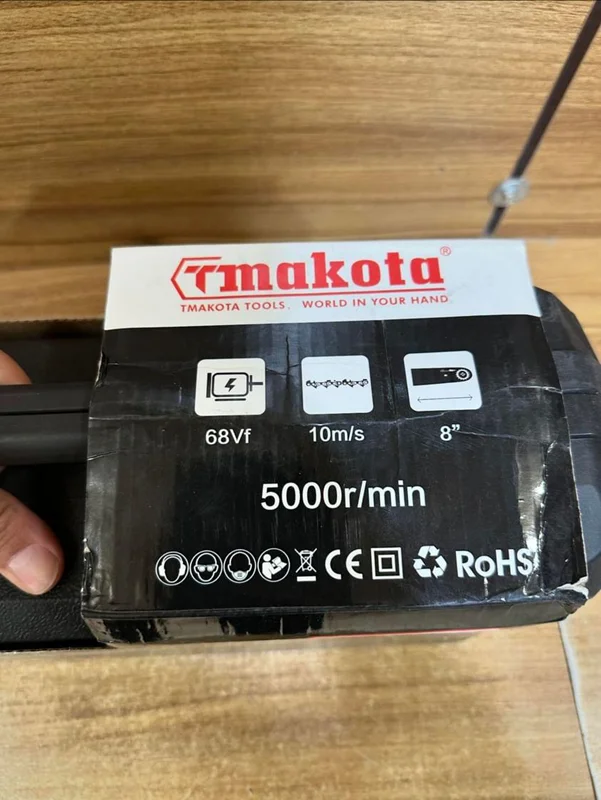 Tmakota®
TMAKOTA TOOLS. WORLD IN YOUR HAND
68Vf 10m/s 8”
5000r/min
CE RoHS